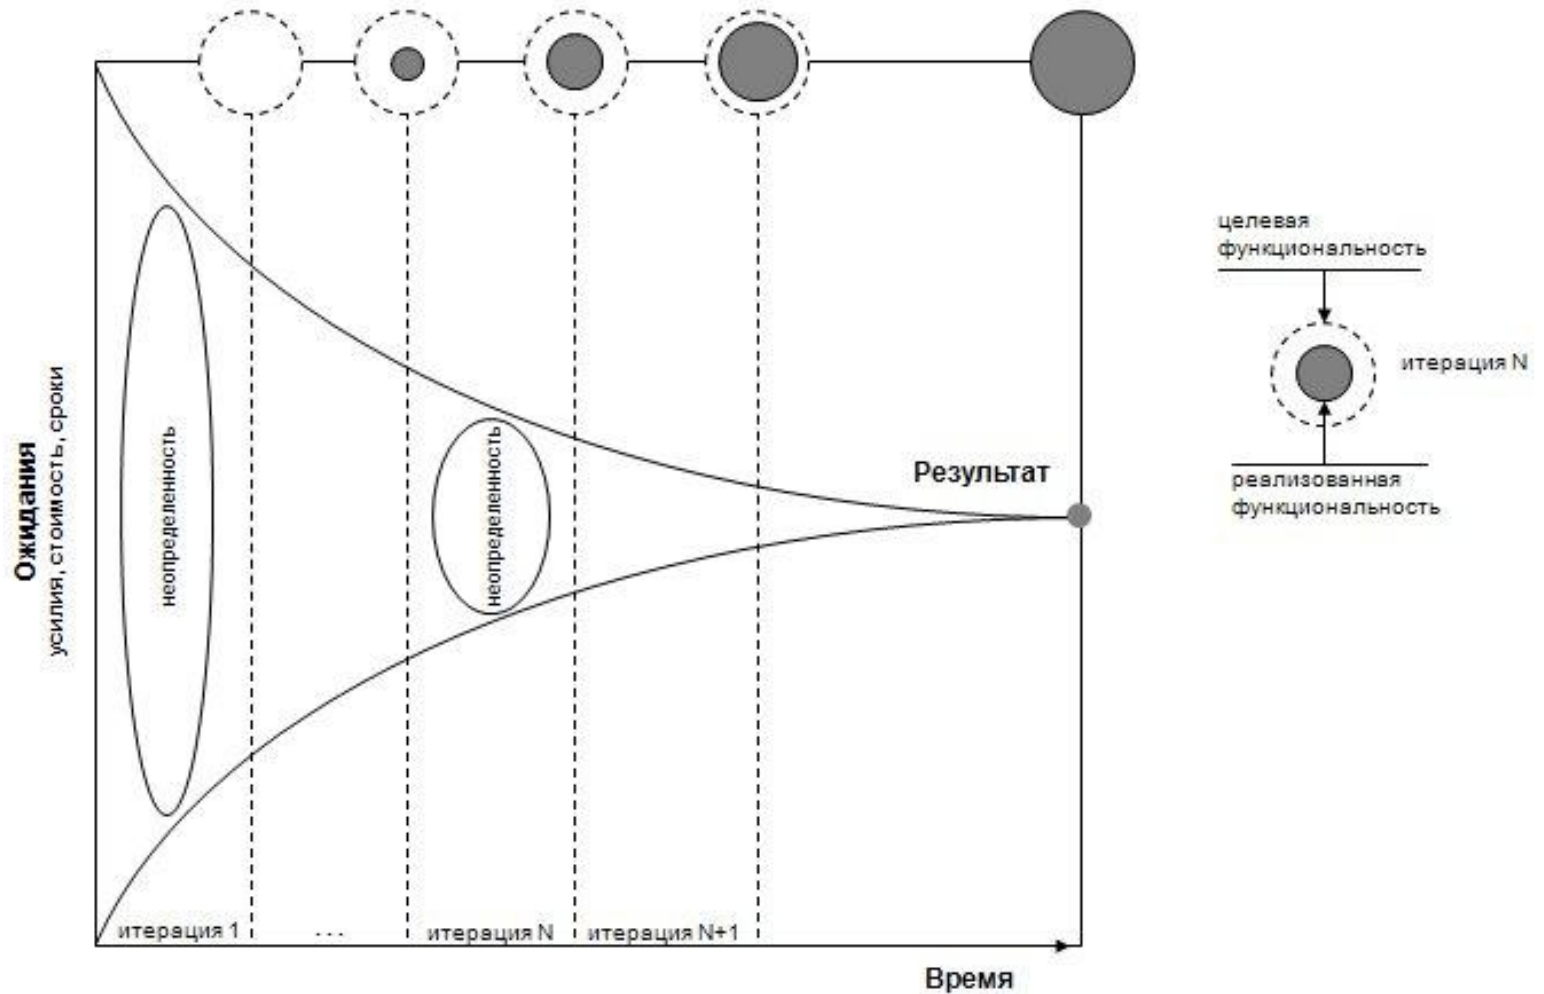 целевая
функциональность
итерация N
реализованная
функциональность
Ожидания
усилия, стоимость, сроки
неопределенность
неопределенность
Результат
итерация 1
...
итерация N
итерация N+1
Время